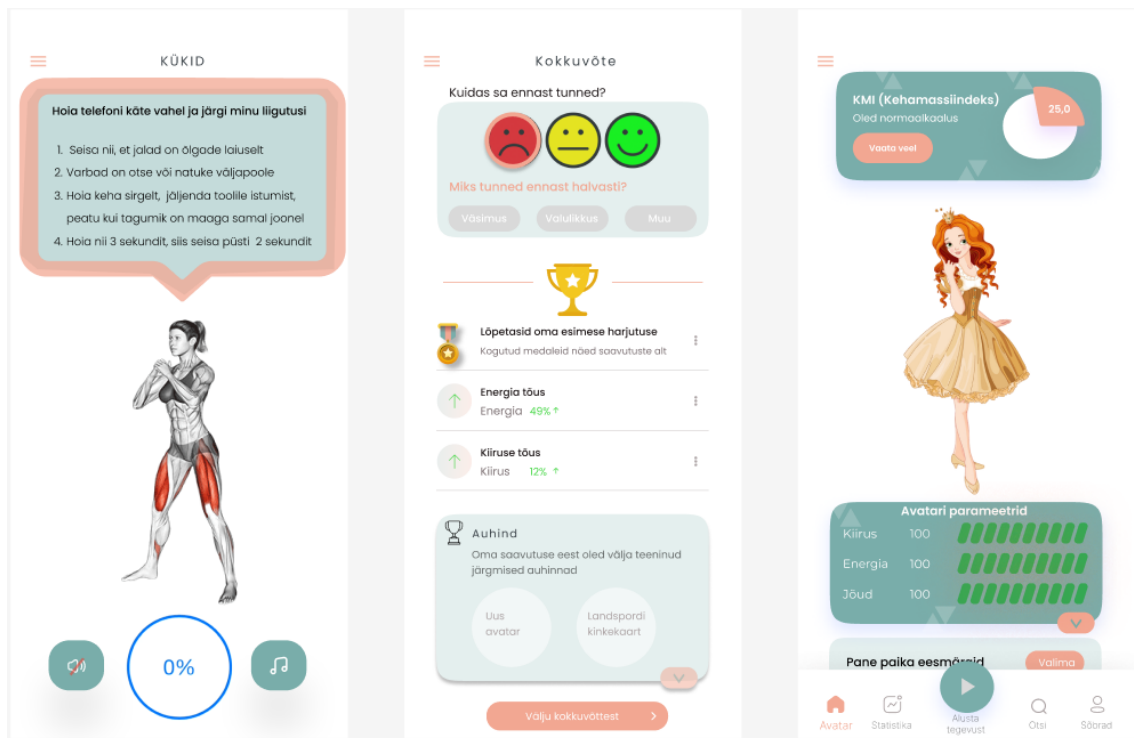 KÜKID
Hoia telefoni käte vahel ja järgi minu liigutusi
1. Seisa nii, et jalad on õlgade laiuselt
2. Varbad on otse või natuke väljapoole
3. Hoia keha sirgelt, jäljenda toolile istumist,
peatu kui tagumik on maaga samal joonel
4. Hoia nii 3 sekundit, siis seisa püsti 2 sekundit
0%
Kokkuvõte
Kuidas sa ennast tunned?
Miks tunned ennast halvasti?
Väsimus
Valulikkus
Muu
Lõpetasid oma esimese harjutuse
Kogutud medaleid näed saavutuste alt
Energia tõus
Energia 49% ↑
Kiiruse tõus
Kiirus 12% ↑
Auhind
Oma saavutuse eest oled välja teeninud
järgmised auhinnad
Uus
avatar
Landspordi
kinkekaart
Välju kokkuvõttest
KMI (Kehamassiindeks)
Oled normaalkaalus
25,0
Vaata veel
Avatari parameetrid
Kiirus 100
Energia 100
Jõud 100
Pane paika eesmärgid
Valima
Avatar
Statistika
Alusta
tegevust
Otsi
Sõbrad